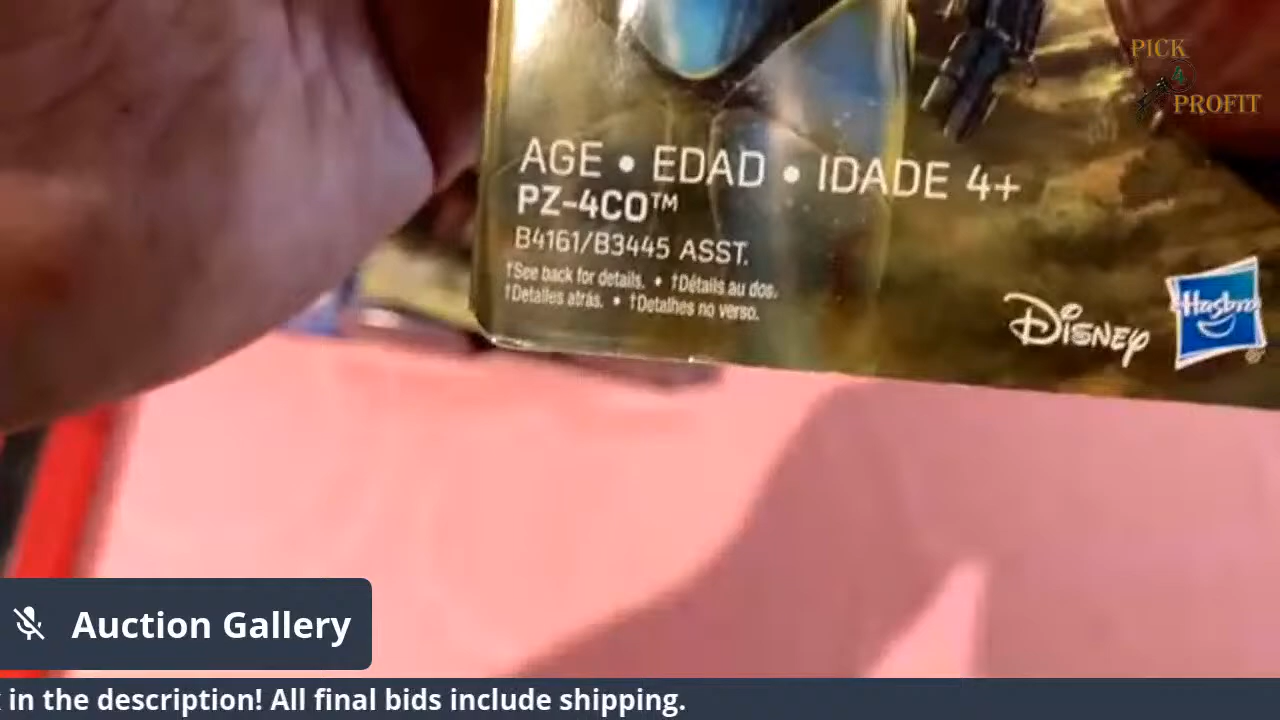 PICK
4
PROFIT
AGE • EDAD • IDADE 4+
PZ-4CO™
B4161/B3445 ASST.
†See back for details. • †Détails au dos.
†Detalles atrás. • †Detalhes no verso.
Disney
Hasbro
Auction Gallery
in the description! All final bids include shipping.